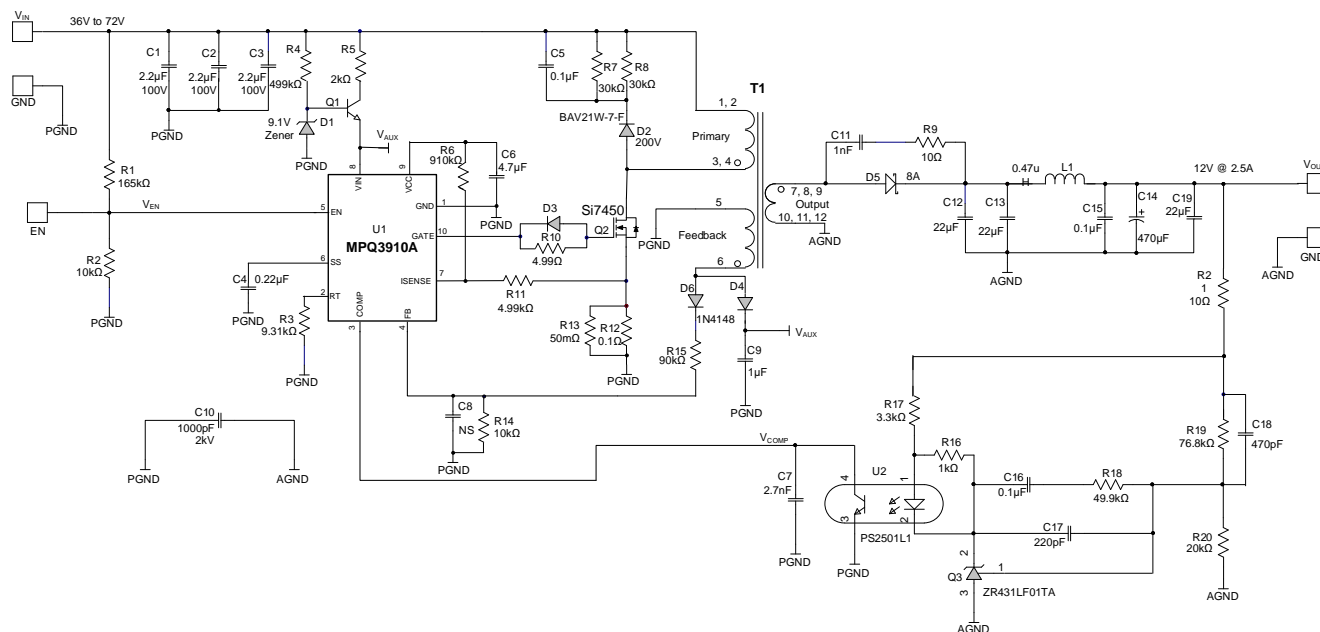 VIN
36V to 72V
GND
PGND
C1
2.2µF
100V
C2
2.2µF
100V
C3
2.2µF
100V
PGND
R4
499kΩ
R5
2kΩ
Q1
9.1V
Zener
D1
PGND
VAUX
C5
0.1µF
R7
30kΩ
R8
30kΩ
BAV21W-7-F
D2
200V
T1
1, 2
Primary
3, 4
5
Feedback
6
7, 8, 9
Output
10, 11, 12
AGND
C11
1nF
R9
10Ω
D5
8A
0.47u
L1
12V @ 2.5A
VOU
C12
22µF
C13
22µF
C15
0.1µF
C14
+
470µF
C19
22µF
AGND
AGND
GND
R1
165kΩ
EN
VEN
R2
10kΩ
PGND
8
VIN
9
VCC
5
EN
U1
MPQ3910A
GND
1
GATE
10
6
SS
2
RT
ISENSE
7
COMP
3
FB
4
R6
910kΩ
C6
4.7µF
PGND
D3
R10
4.99Ω
Si7450
Q2
PGND
R11
4.99kΩ
C4
0.22µF
PGND
R3
9.31kΩ
PGND
R13
50mΩ
R12
0.1Ω
PGND
D6
1N4148
D4
VAUX
R15
90kΩ
C9
1µF
PGND
C8
NS
R14
10kΩ
PGND
C10
1000pF
2kV
PGND
AGND
VCOMP
C7
2.7nF
PGND
U2
4
3
1
2
PS2501L1
PGND
R17
3.3kΩ
R16
1kΩ
R2
1
10Ω
C16
0.1µF
R18
49.9kΩ
C17
220pF
R19
76.8kΩ
C18
470pF
R20
20kΩ
AGND
2
Q3
1
3
ZR431LF01TA
AGND